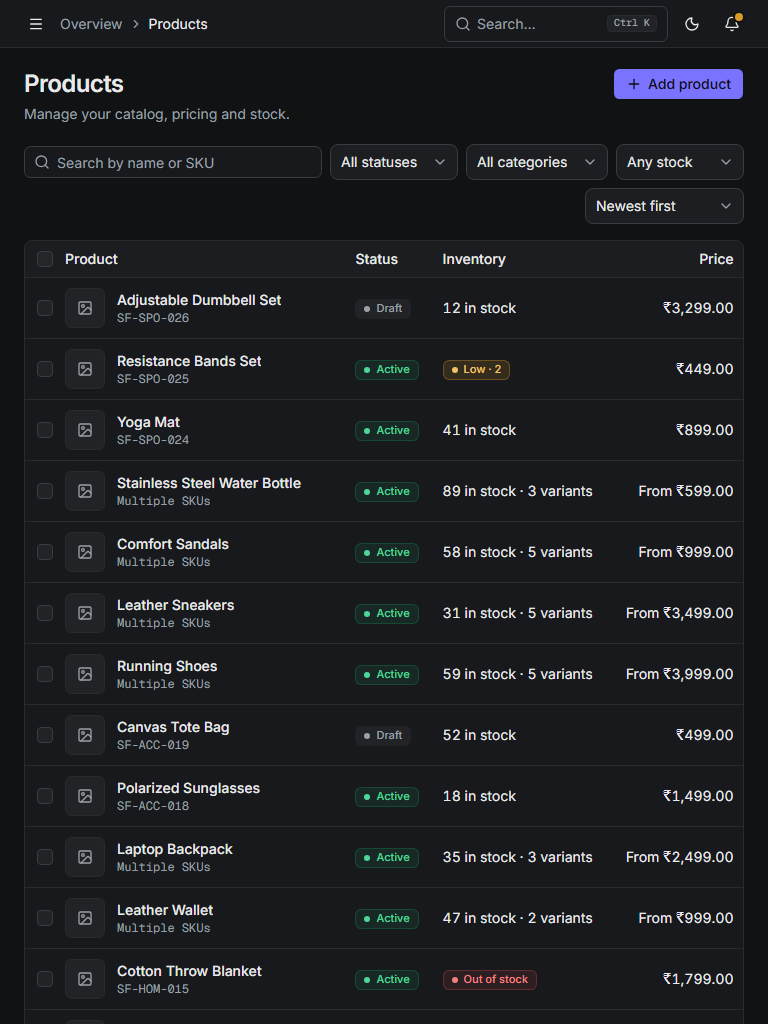 Overview > Products
Search...
Ctrl K
Products
Add product
Manage your catalog, pricing and stock.
Search by name or SKU
All statuses
All categories
Any stock
Newest first
Product Status Inventory Price
Adjustable Dumbbell Set
SF-SPO-026
Draft
12 in stock
₹3,299.00
Resistance Bands Set
SF-SPO-025
Active
Low · 2
₹449.00
Yoga Mat
SF-SPO-024
Active
41 in stock
₹899.00
Stainless Steel Water Bottle
Multiple SKUs
Active
89 in stock · 3 variants
From ₹599.00
Comfort Sandals
Multiple SKUs
Active
58 in stock · 5 variants
From ₹999.00
Leather Sneakers
Multiple SKUs
Active
31 in stock · 5 variants
From ₹3,499.00
Running Shoes
Multiple SKUs
Active
59 in stock · 5 variants
From ₹3,999.00
Canvas Tote Bag
SF-ACC-019
Draft
52 in stock
₹499.00
Polarized Sunglasses
SF-ACC-018
Active
18 in stock
₹1,499.00
Laptop Backpack
Multiple SKUs
Active
35 in stock · 3 variants
From ₹2,499.00
Leather Wallet
Multiple SKUs
Active
47 in stock · 2 variants
From ₹999.00
Cotton Throw Blanket
SF-HOM-015
Active
Out of stock
₹1,799.00